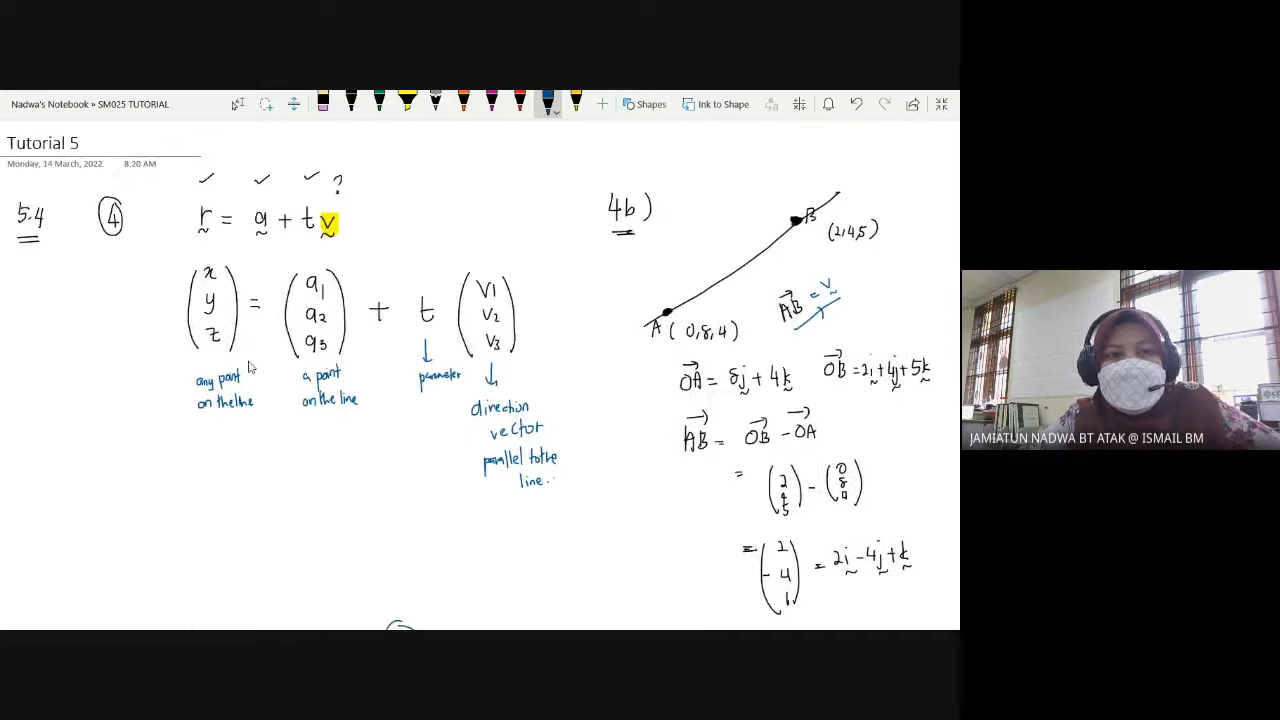 Nadwa's Notebook » SM025 TUTORIAL
Shapes
Ink to Shape
Tutorial 5
Monday, 14 March, 2022
8:20 AM
5.4
4
?
r = a + t v
( x y z ) = ( a1 a2 a3 ) + t ( v1 v2 v3 )
any point
on the line
a point
on the line
parameter
direction
vector
parallel to the
line..
4b)
B
(2,4,5)
A (0,8,4)
AB = v
OA = 8j + 4k
OB = 2i + 4j + 5k
AB = OB - OA
= ( 2 4 5 ) - ( 0 8 4 )
= ( 2 -4 1 ) = 2i - 4j + k
JAMIATUN NADWA BT ATAK @ ISMAIL BM